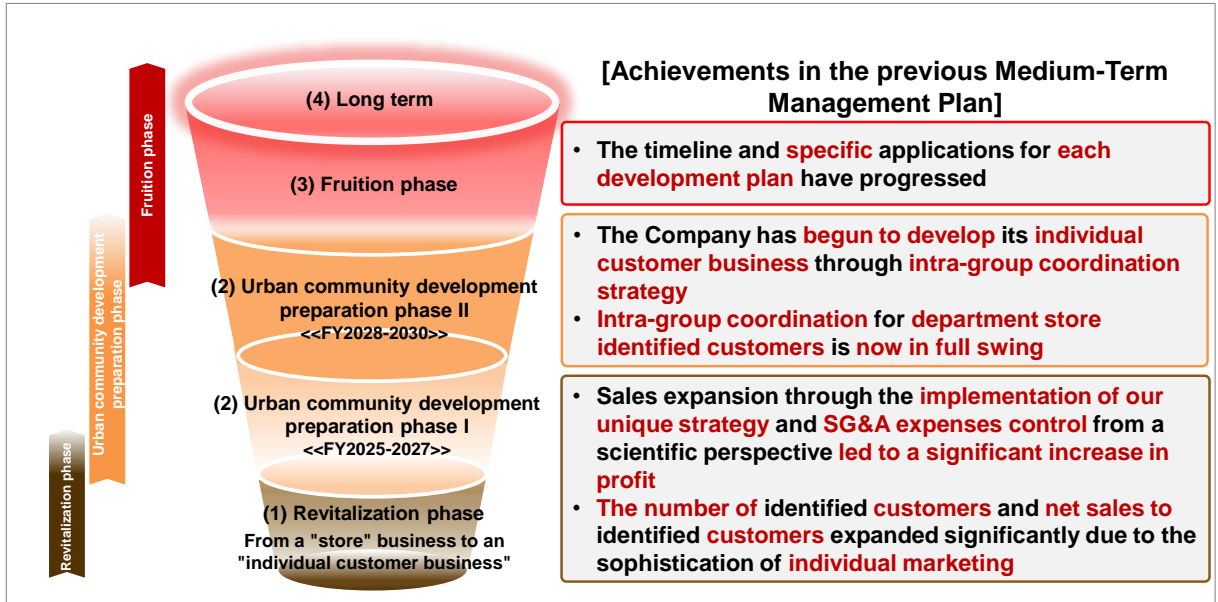 Fruition phase
Urban community development
preparation phase
Revitalization phase
(4) Long term
(3) Fruition phase
(2) Urban community development
preparation phase II
<<FY2028-2030>>
(2) Urban community development
preparation phase I
<<FY2025-2027>>
(1) Revitalization phase
From a "store" business to an
"individual customer business"
[Achievements in the previous Medium-Term
Management Plan]
• The timeline and specific applications for each
development plan have progressed
• The Company has begun to develop its individual
customer business through intra-group coordination
strategy
• Intra-group coordination for department store
identified customers is now in full swing
• Sales expansion through the implementation of our
unique strategy and SG&A expenses control from a
scientific perspective led to a significant increase in
profit
• The number of identified customers and net sales to
identified customers expanded significantly due to the
sophistication of individual marketing